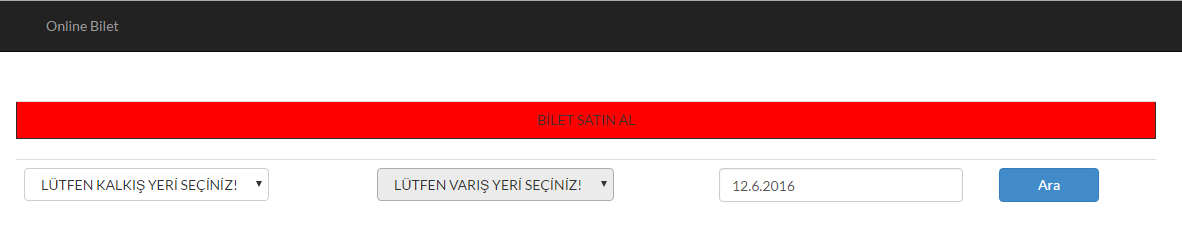 Online Bilet
BİLET SATIN AL
LÜTFEN KALKIŞ YERİ SEÇİNİZ!
LÜTFEN VARIŞ YERİ SEÇİNİZ!
12.6.2016
Ara